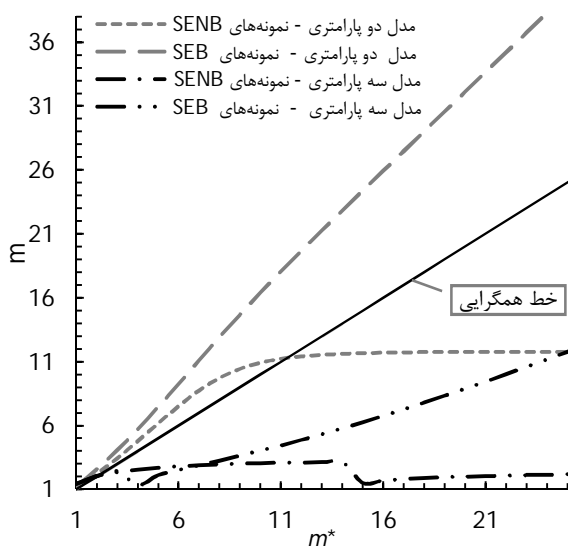 36
31
26
21
16
11
6
1
m
مدل دو پارامتری - نمونه‌های SENB
مدل دو پارامتری - نمونه‌های SEB
مدل سه پارامتری - نمونه‌های SENB
مدل سه پارامتری - نمونه‌های SEB
خط همگرایی
1 6 11 16 21
m*